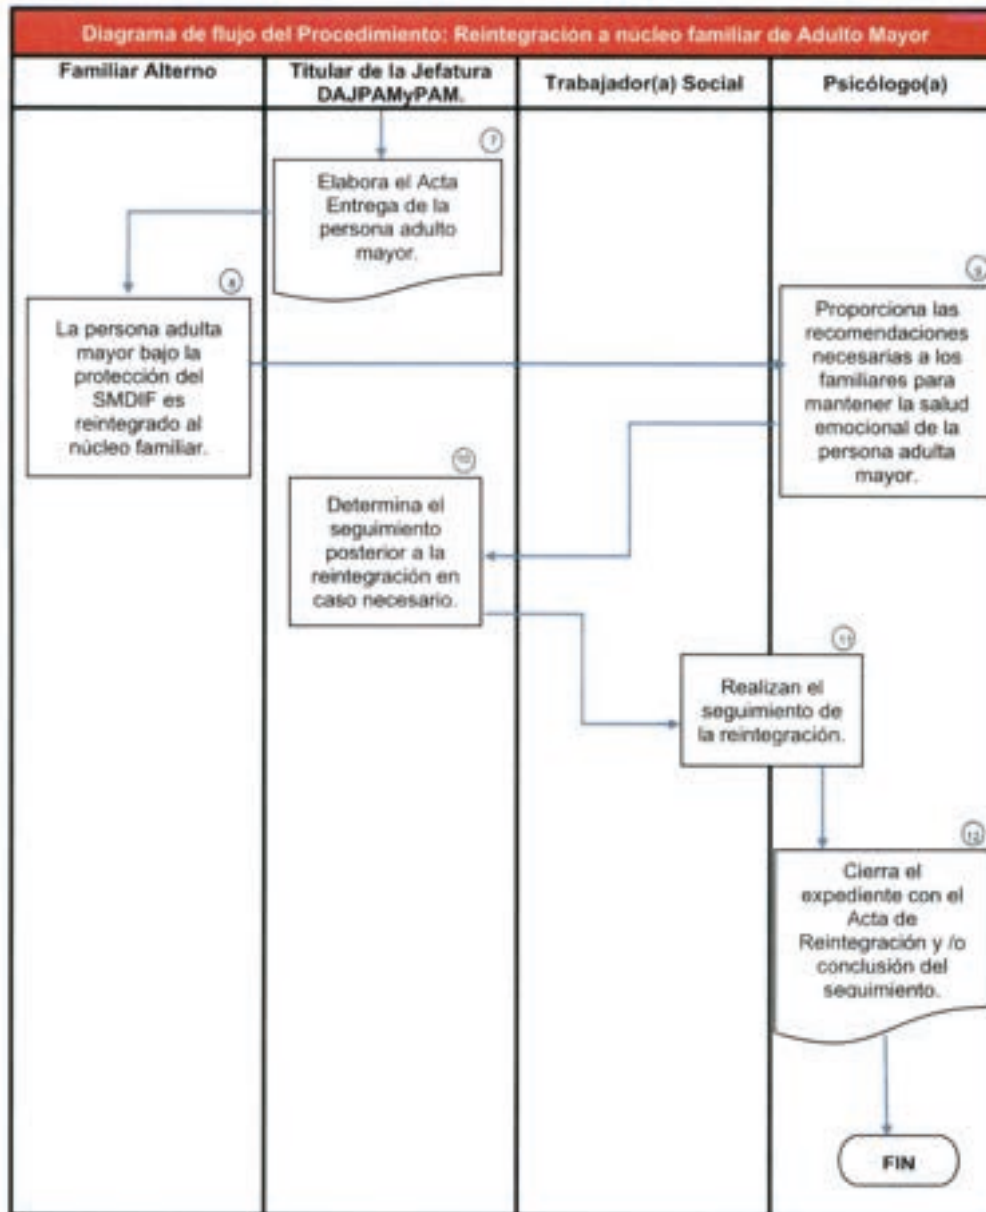 Diagrama de flujo del Procedimiento: Reintegración a núcleo familiar de Adulto Mayor
Familiar Alterno
Titular de la Jefatura
DAJPAMyPAM.
Trabajador(a) Social
Psicólogo(a)
7
Elabora el Acta
Entrega de la
persona adulto
mayor.
8
La persona adulta
mayor bajo la
protección del
SMDIF es
reintegrado al
núcleo familiar.
9
Proporciona las
recomendaciones
necesarias a los
familiares para
mantener la salud
emocional de la
persona adulta
mayor.
10
Determina el
seguimiento
posterior a la
reintegración en
caso necesario.
11
Realizan el
seguimiento de
la reintegración.
12
Cierra el
expediente con el
Acta de
Reintegración y /o
conclusión del
seguimiento.
FIN